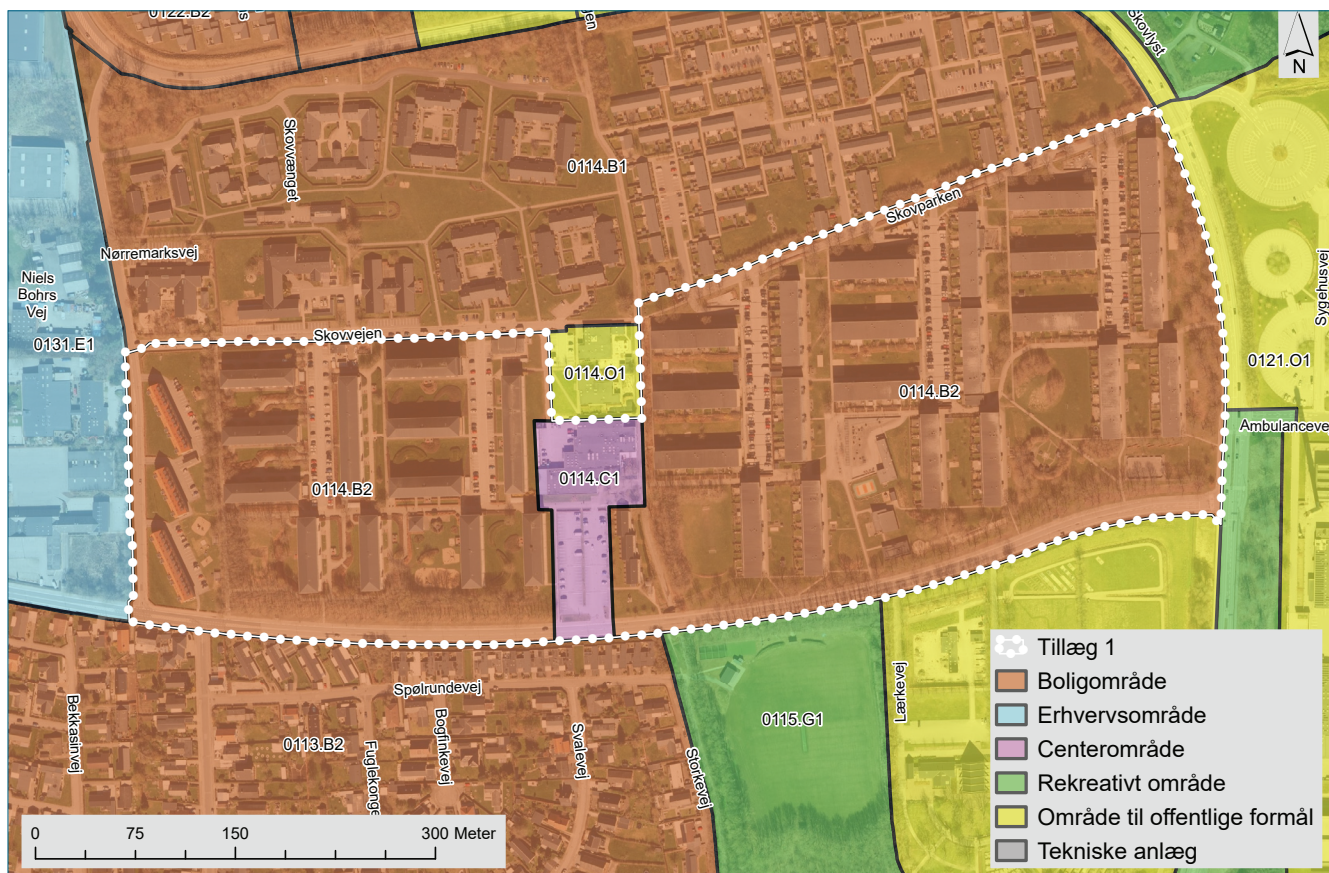 0122.B2
Skovlyst
N
Skovvænget
0114.B1
Skovparken
Nørremarksvej
Niels
Bohrs
Vej
0131.E1
Skovvejen
Sygehusvej
0114.O1
0121.O1
0114.B2
Ambulanceve
0114.C1
0114.B2
Tillæg 1
Boligområde
Erhvervsområde
Centerområde
Rekreativt område
Område til offentlige formål
Tekniske anlæg
Spølrundevej
Bekkasinvej
0113.B2
Fuglekonge
Bogfinkevej
Svalevej
Storkevej
0115.G1
Lærkevej
0 75 150 300 Meter